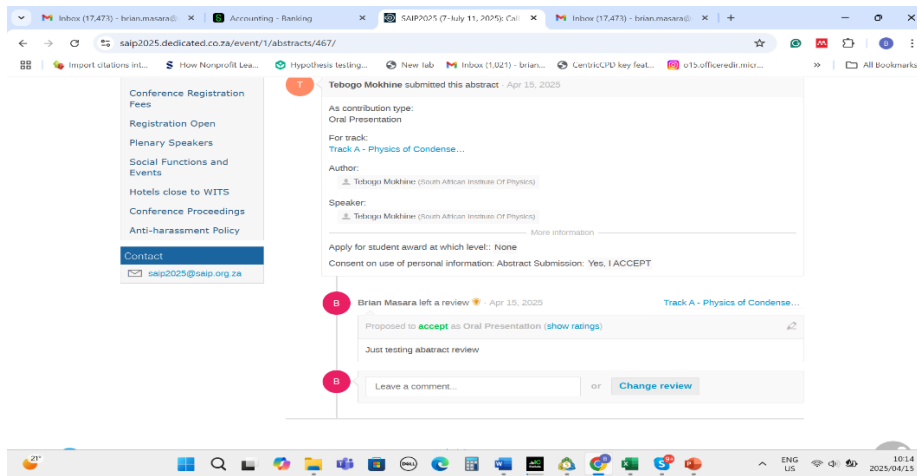 Inbox (17,473) - brian.masara@
Accounting - Banking
SAIP2025 (7-July 11, 2025): Call
Inbox (17,473) - brian.masara@
saip2025.dedicated.co.za/event/1/abstracts/467/
Import citations int...
How Nonprofit Lea...
Hypothesis testing...
New Tab
Inbox (1,021) - brian...
CentricCPD key feat...
o15.officeredir.micr...
All Bookmarks
Conference Registration
Fees
Registration Open
Plenary Speakers
Social Functions and
Events
Hotels close to WITS
Conference Proceedings
Anti-harassment Policy
Contact
saip2025@saip.org.za
T
Tebogo Mokhine submitted this abstract - Apr 15, 2025
As contribution type:
Oral Presentation
For track:
Track A - Physics of Condense...
Author:
Tebogo Mokhine (South African Institute Of Physics)
Speaker:
Tebogo Mokhine (South African Institute Of Physics)
More information
Apply for student award at which level:: None
Consent on use of personal information: Abstract Submission: Yes, I ACCEPT
B
Brian Masara left a review - Apr 15, 2025
Track A - Physics of Condense...
Proposed to accept as Oral Presentation (show ratings)
Just testing abatract review
B
Leave a comment...
or
Change review
21°
DELL
9+
ENG
US
10:14